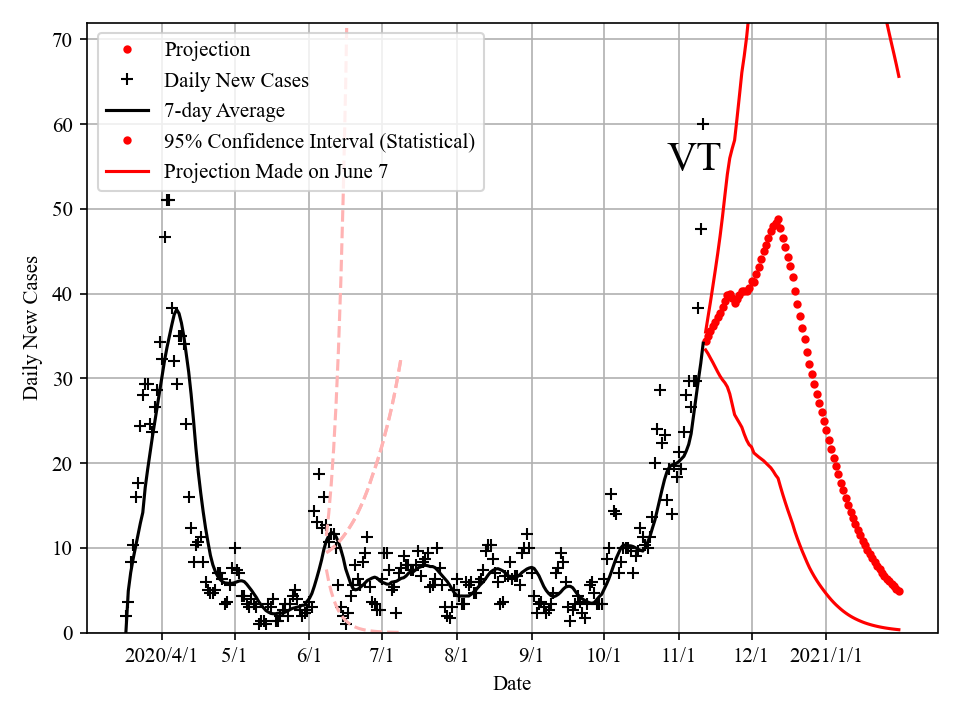 70
60
50
40
30
20
10
0
Daily New Cases
Projection
Daily New Cases
7-day Average
95% Confidence Interval (Statistical)
Projection Made on June 7
VT
2020/4/1 5/1 6/1 7/1 8/1 9/1 10/1 11/1 12/1 2021/1/1
Date